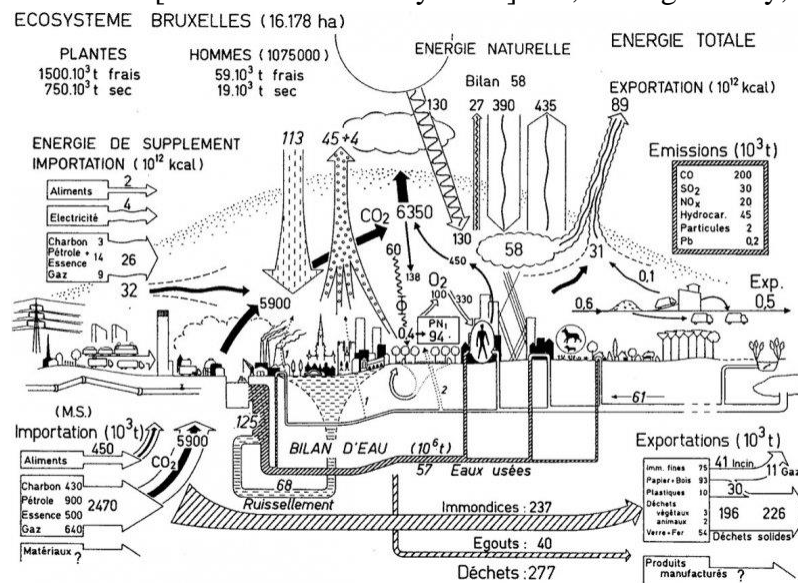 ECOSYSTEME BRUXELLES (16.178 ha)
PLANTES
1500.10³ t frais
750.10³ t sec
HOMMES (1075000)
59.10³ t frais
19.10³ t sec
ENERGIE NATURELLE
Bilan 58
ENERGIE TOTALE
EXPORTATION (10¹² kcal)
130
27
390
435
89
113
45+4
ENERGIE DE SUPPLEMENT
IMPORTATION (10¹² kcal)
Aliments
2
Electricité
4
Charbon 3
Pétrole +
Essence 14
Gaz 9
26
32
Emissions (10³t)
CO 200
SO₂ 30
NOx 20
Hydrocar. 45
Particules 2
Pb 0,2
CO₂ 6350
60
138
450
130
58
31
0,1
O₂
100
330
0,4
PN₁
94
5900
0,6
Exp.
0,5
1
2
61
125
BILAN D'EAU (10⁶t)
57
Eaux usées
68
Ruissellement
(M.S.)
Importation (10³t)
Aliments
450
CO₂
5900
Charbon 430
Pétrole 900
Essence 500
Gaz 640
2470
Matériaux ?
Immondices : 237
Egouts : 40
Déchets : 277
Exportations (10³t)
Imm. fines 75
Papier+Bois 93
Plastiques 10
Déchets
végétaux 3
animaux 2
Verre+Fer 54
41 Incin.
11 Gaz
30
196
226
Déchets solides
Produits
manufacturés ?